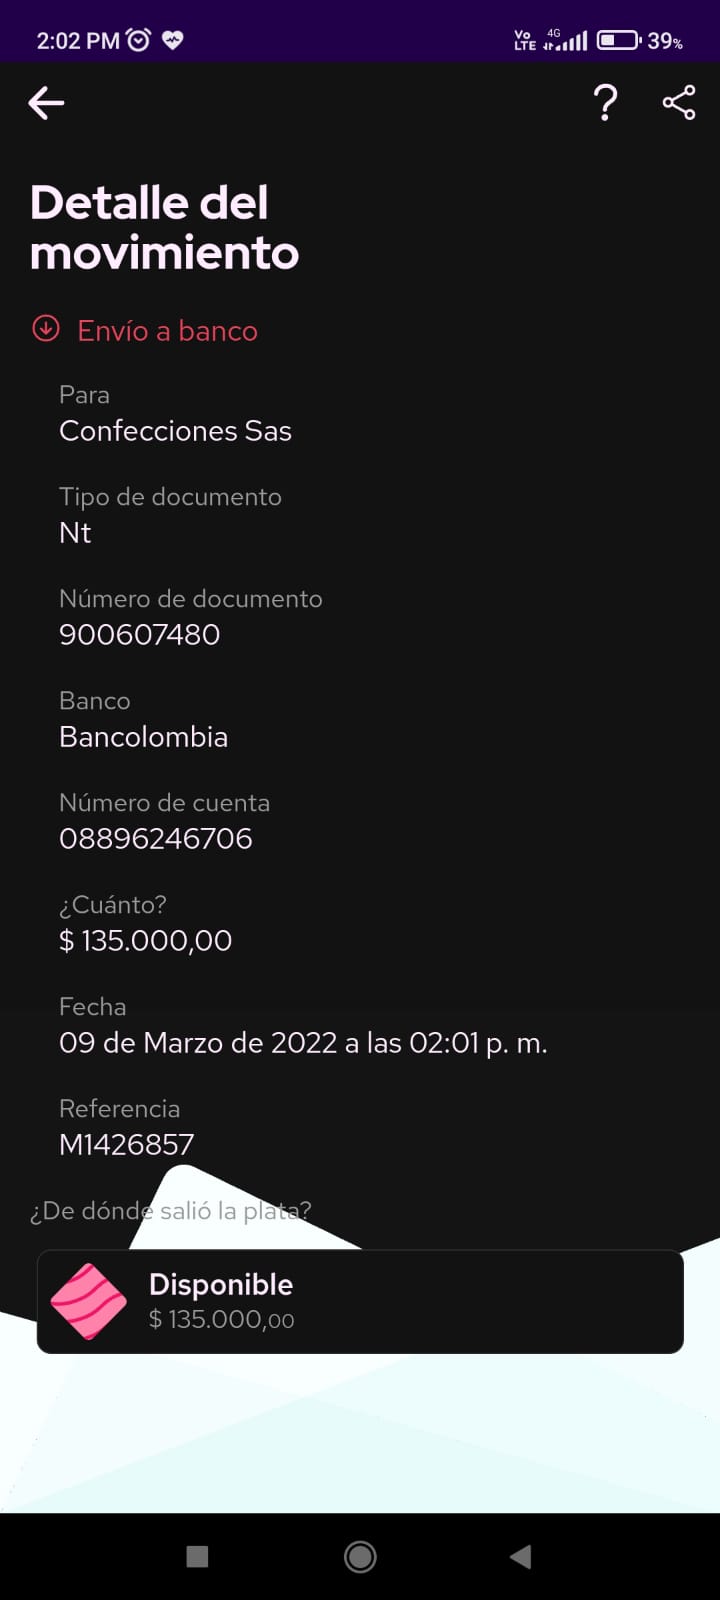 2:02 PM
Vo LTE 4G 39%
Detalle del
movimiento
Envío a banco
Para
Confecciones Sas
Tipo de documento
Nt
Número de documento
900607480
Banco
Bancolombia
Número de cuenta
08896246706
¿Cuánto?
$ 135.000,00
Fecha
09 de Marzo de 2022 a las 02:01 p. m.
Referencia
M1426857
¿De dónde salió la plata?
Disponible
$ 135.000,00